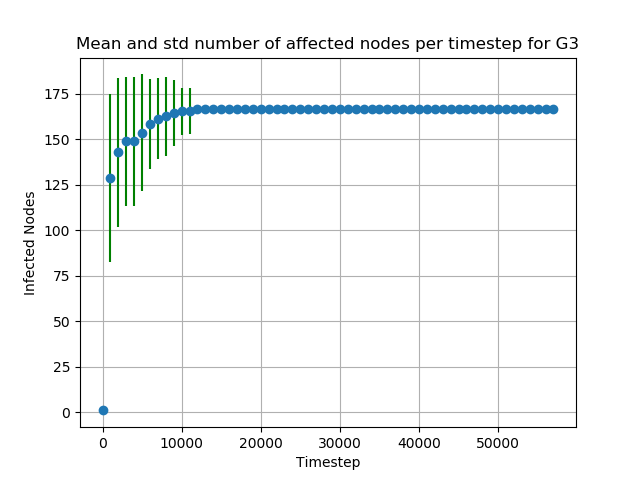 Mean and std number of affected nodes per timestep for G3
175
150
125
100
75
50
25
0
Infected Nodes
0 10000 20000 30000 40000 50000
Timestep